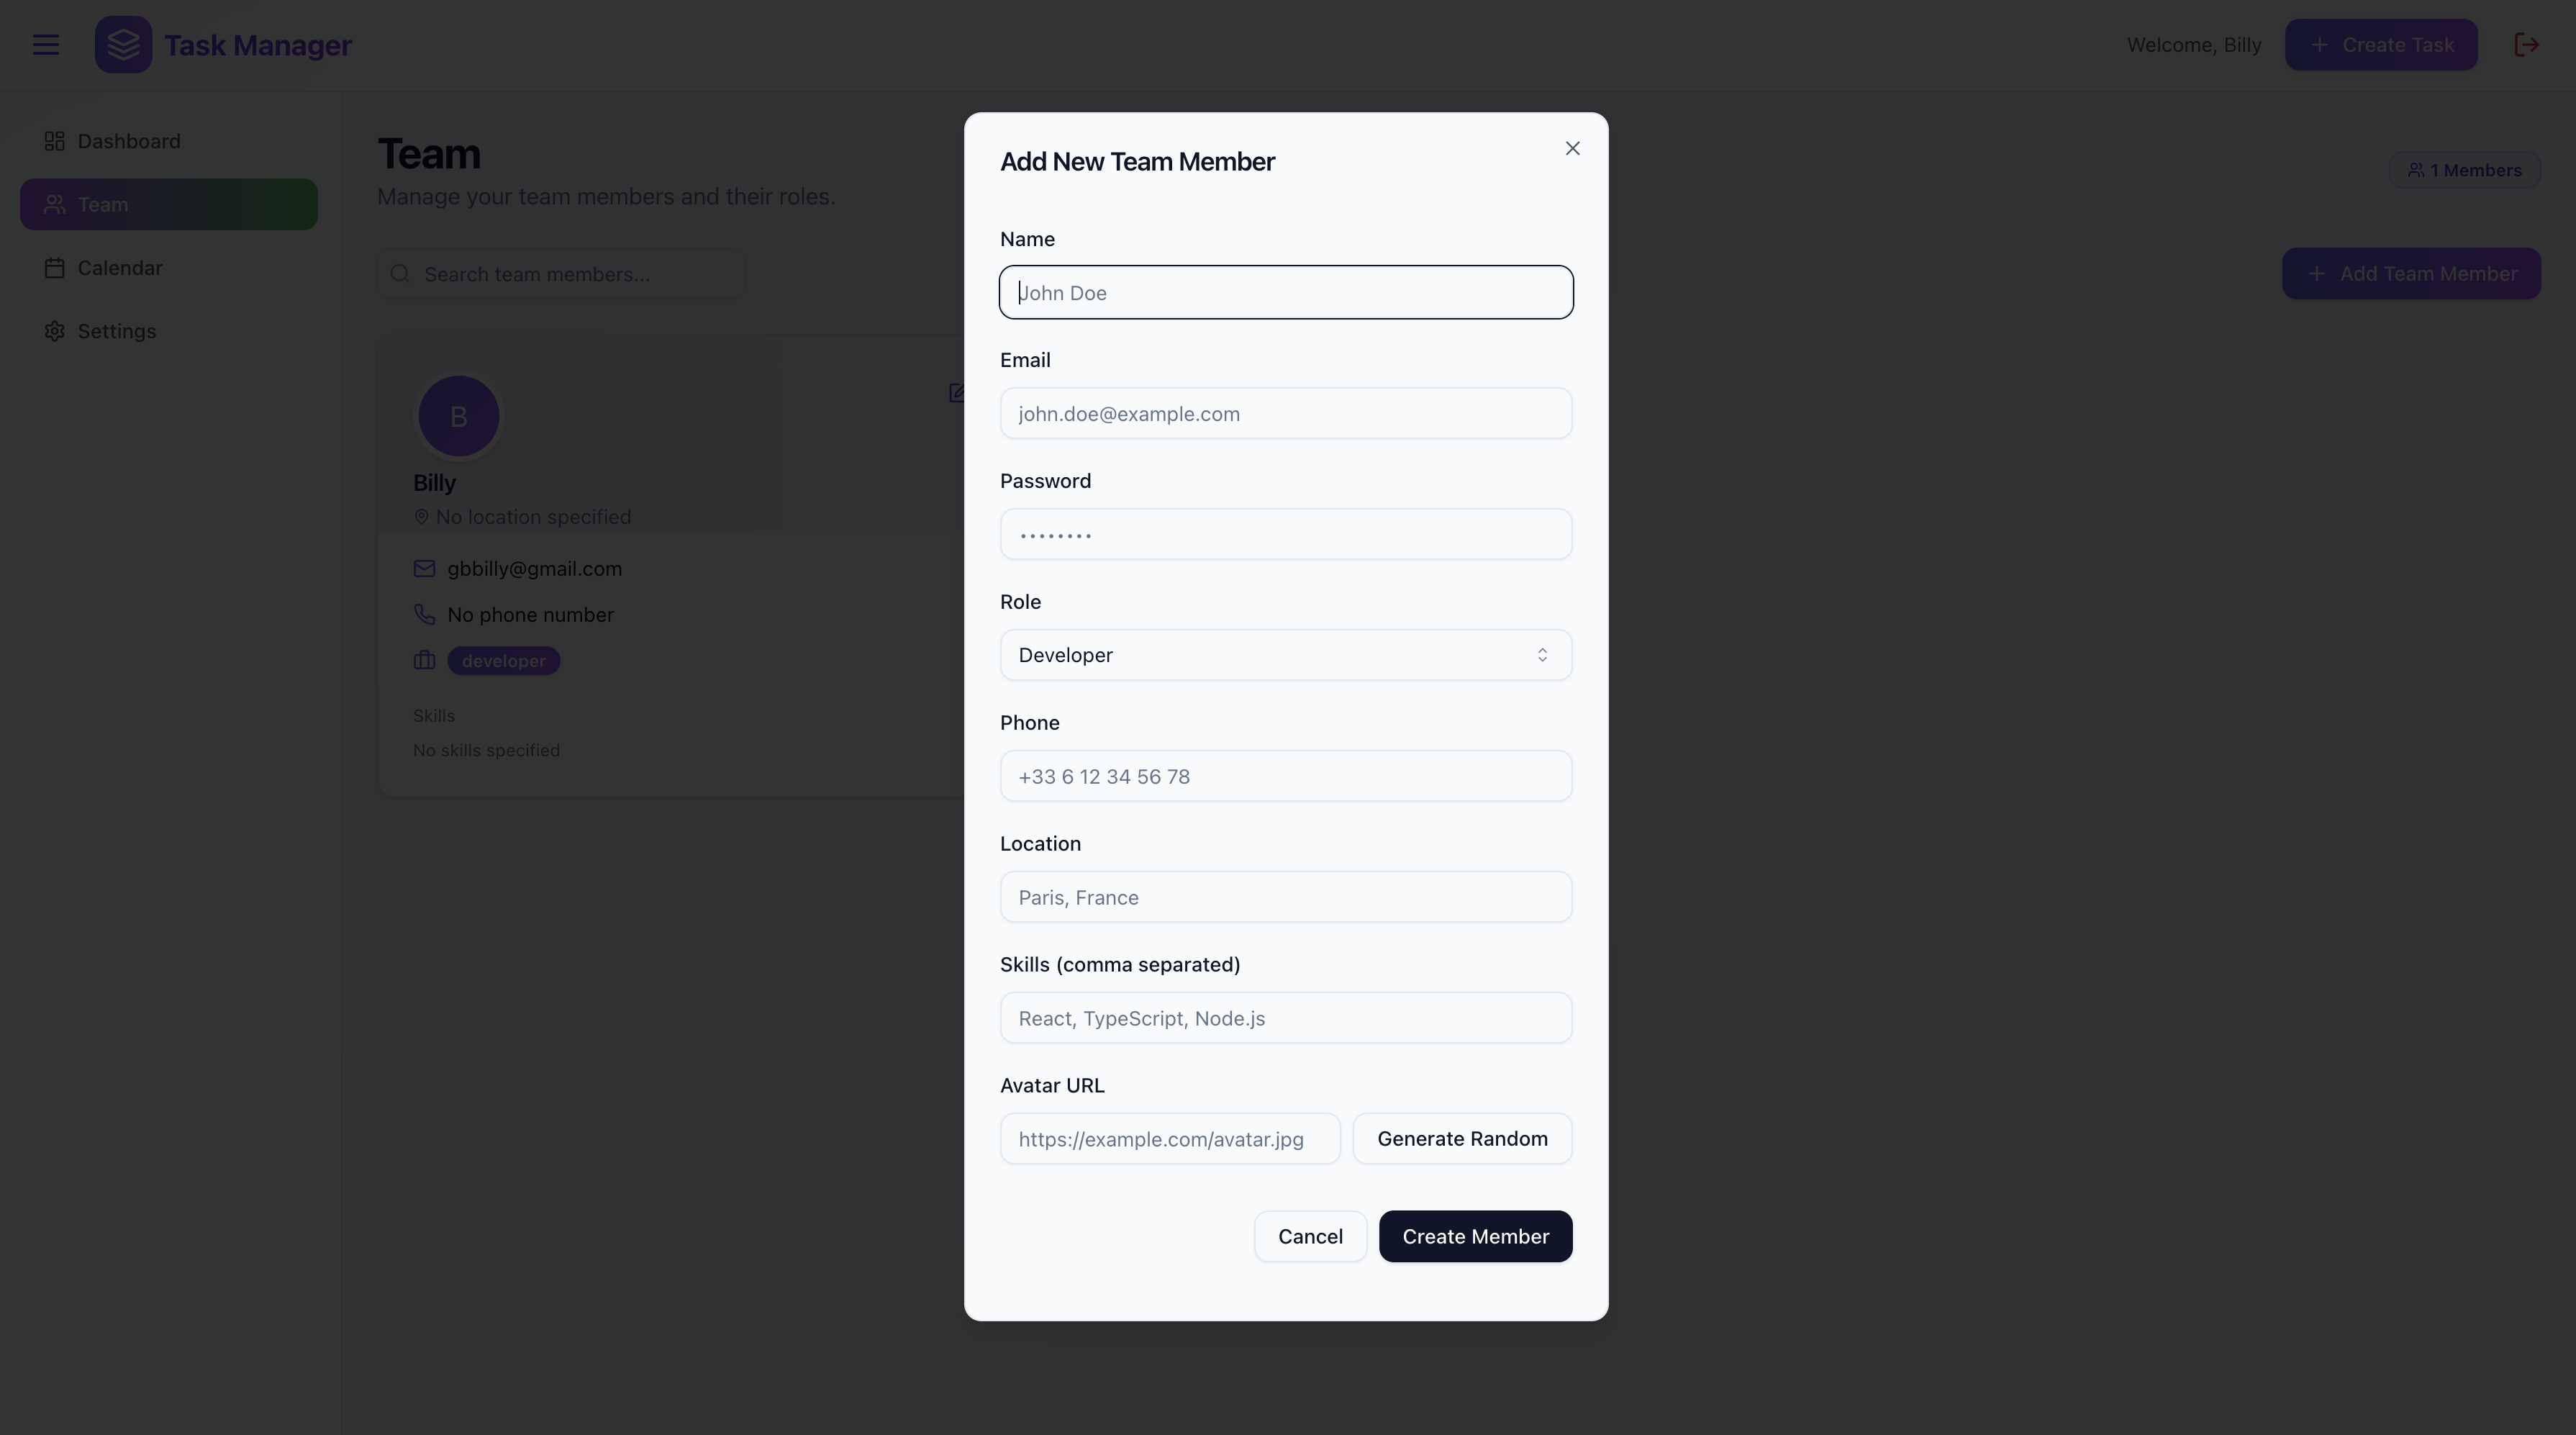 Task Manager
Welcome, Billy
Create Task
Dashboard
Team
Calendar
Settings
Team
Manage your team members and their roles.
1 Members
Search team members...
Add Team Member
B
Billy
No location specified
gbbilly@gmail.com
No phone number
developer
Skills
No skills specified
Add New Team Member
Name
John Doe
Email
john.doe@example.com
Password
••••••••
Role
Developer
Phone
+33 6 12 34 56 78
Location
Paris, France
Skills (comma separated)
React, TypeScript, Node.js
Avatar URL
https://example.com/avatar.jpg
Generate Random
Cancel
Create Member